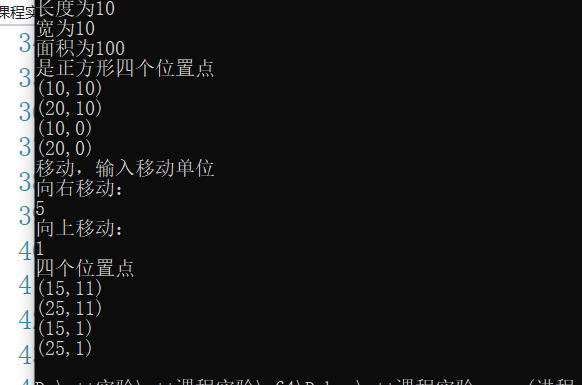 课程实
长度为10
宽为10
面积为100
是正方形四个位置点
(10,10)
(20,10)
(10,0)
(20,0)
移动，输入移动单位
向右移动：
5
向上移动：
1
四个位置点
(15,11)
(25,11)
(15,1)
(25,1)